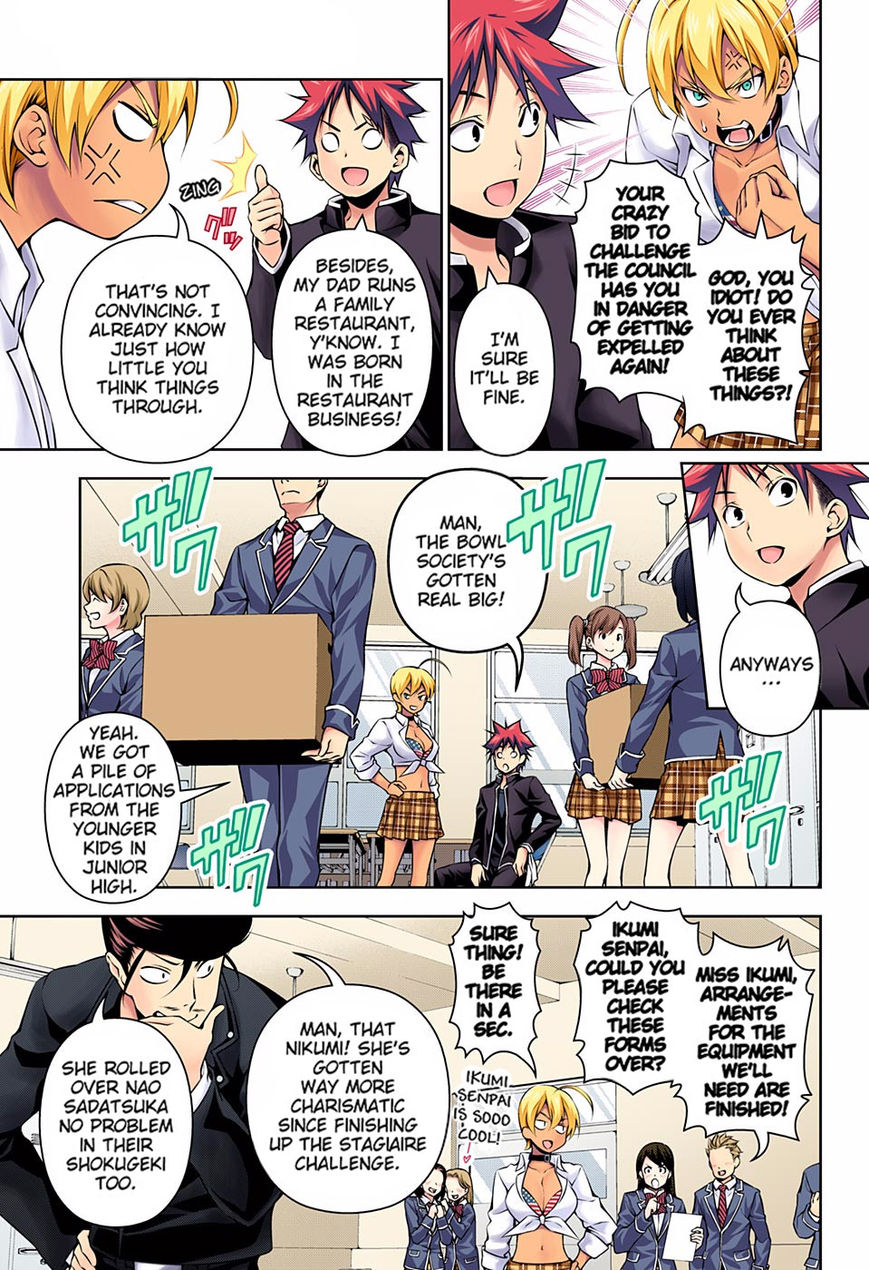 GOD, YOU
IDIOT! DO
YOU EVER
THINK
ABOUT
THESE
THINGS?!
YOUR
CRAZY
BID TO
CHALLENGE
THE COUNCIL
HAS YOU
IN DANGER
OF GETTING
EXPELLED
AGAIN!
I'M
SURE
IT'LL BE
FINE.
BESIDES,
MY DAD RUNS
A FAMILY
RESTAURANT,
Y'KNOW. I
WAS BORN
IN THE
RESTAURANT
BUSINESS!
ZING
グッ
THAT'S NOT
CONVINCING. I
ALREADY KNOW
JUST HOW
LITTLE YOU
THINK THINGS
THROUGH.
ANYWAYS
...
ザワ
MAN,
THE BOWL
SOCIETY'S
GOTTEN
REAL BIG!
ザワ
ザワ
ザワ
YEAH.
WE GOT
A PILE OF
APPLICATIONS
FROM THE
YOUNGER
KIDS IN
JUNIOR
HIGH.
MISS IKUMI,
ARRANGE-
MENTS
FOR THE
EQUIPMENT
WE'LL
NEED ARE
FINISHED!
IKUMI
SENPAI,
COULD YOU
PLEASE
CHECK
THESE
FORMS
OVER?
SURE
THING!
BE
THERE
IN A
SEC.
IKUMI
SENPAI
IS SOOO
COOL!
MAN, THAT
NIKUMI! SHE'S
GOTTEN
WAY MORE
CHARISMATIC
SINCE FINISHING
UP THE STAGIAIRE
CHALLENGE.
SHE ROLLED
OVER NAO
SADATSUKA
NO PROBLEM
IN THEIR
SHOKUGEKI
TOO.